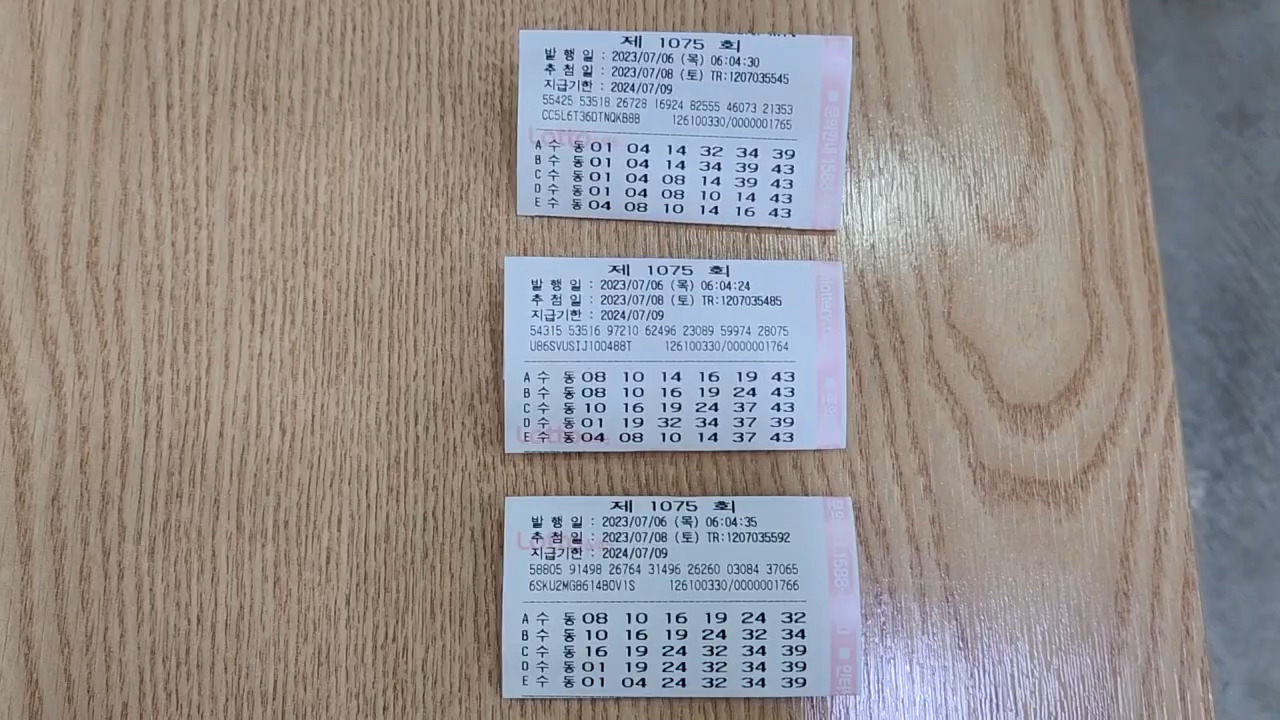 제 1075 회
발 행 일 : 2023/07/06 (목) 06:04:30
추 첨 일 : 2023/07/08 (토) TR:1207035545
지급기한 : 2024/07/09
55425 53518 26728 16924 82555 46073 21353
CC5L6T36DTNQKB8B 126100330/0000001765
A 수 동 01 04 14 32 34 39
B 수 동 01 04 14 34 39 43
C 수 동 01 04 08 14 39 43
D 수 동 01 04 08 10 14 43
E 수 동 04 08 10 14 16 43
제 1075 회
발 행 일 : 2023/07/06 (목) 06:04:24
추 첨 일 : 2023/07/08 (토) TR:1207035485
지급기한 : 2024/07/09
54315 53516 97210 62496 23089 59974 28075
U86SVUSIJ100488T 126100330/0000001764
A 수 동 08 10 14 16 19 43
B 수 동 08 10 16 19 24 43
C 수 동 10 16 19 24 37 43
D 수 동 01 19 32 34 37 39
E 수 동 04 08 10 14 37 43
제 1075 회
발 행 일 : 2023/07/06 (목) 06:04:35
추 첨 일 : 2023/07/08 (토) TR:1207035592
지급기한 : 2024/07/09
58805 91498 26764 31496 26260 03084 37065
6SKU2MGB614BOV1S 126100330/0000001766
A 수 동 08 10 16 19 24 32
B 수 동 10 16 19 24 32 34
C 수 동 16 19 24 32 34 39
D 수 동 01 19 24 32 34 39
E 수 동 01 04 24 32 34 39